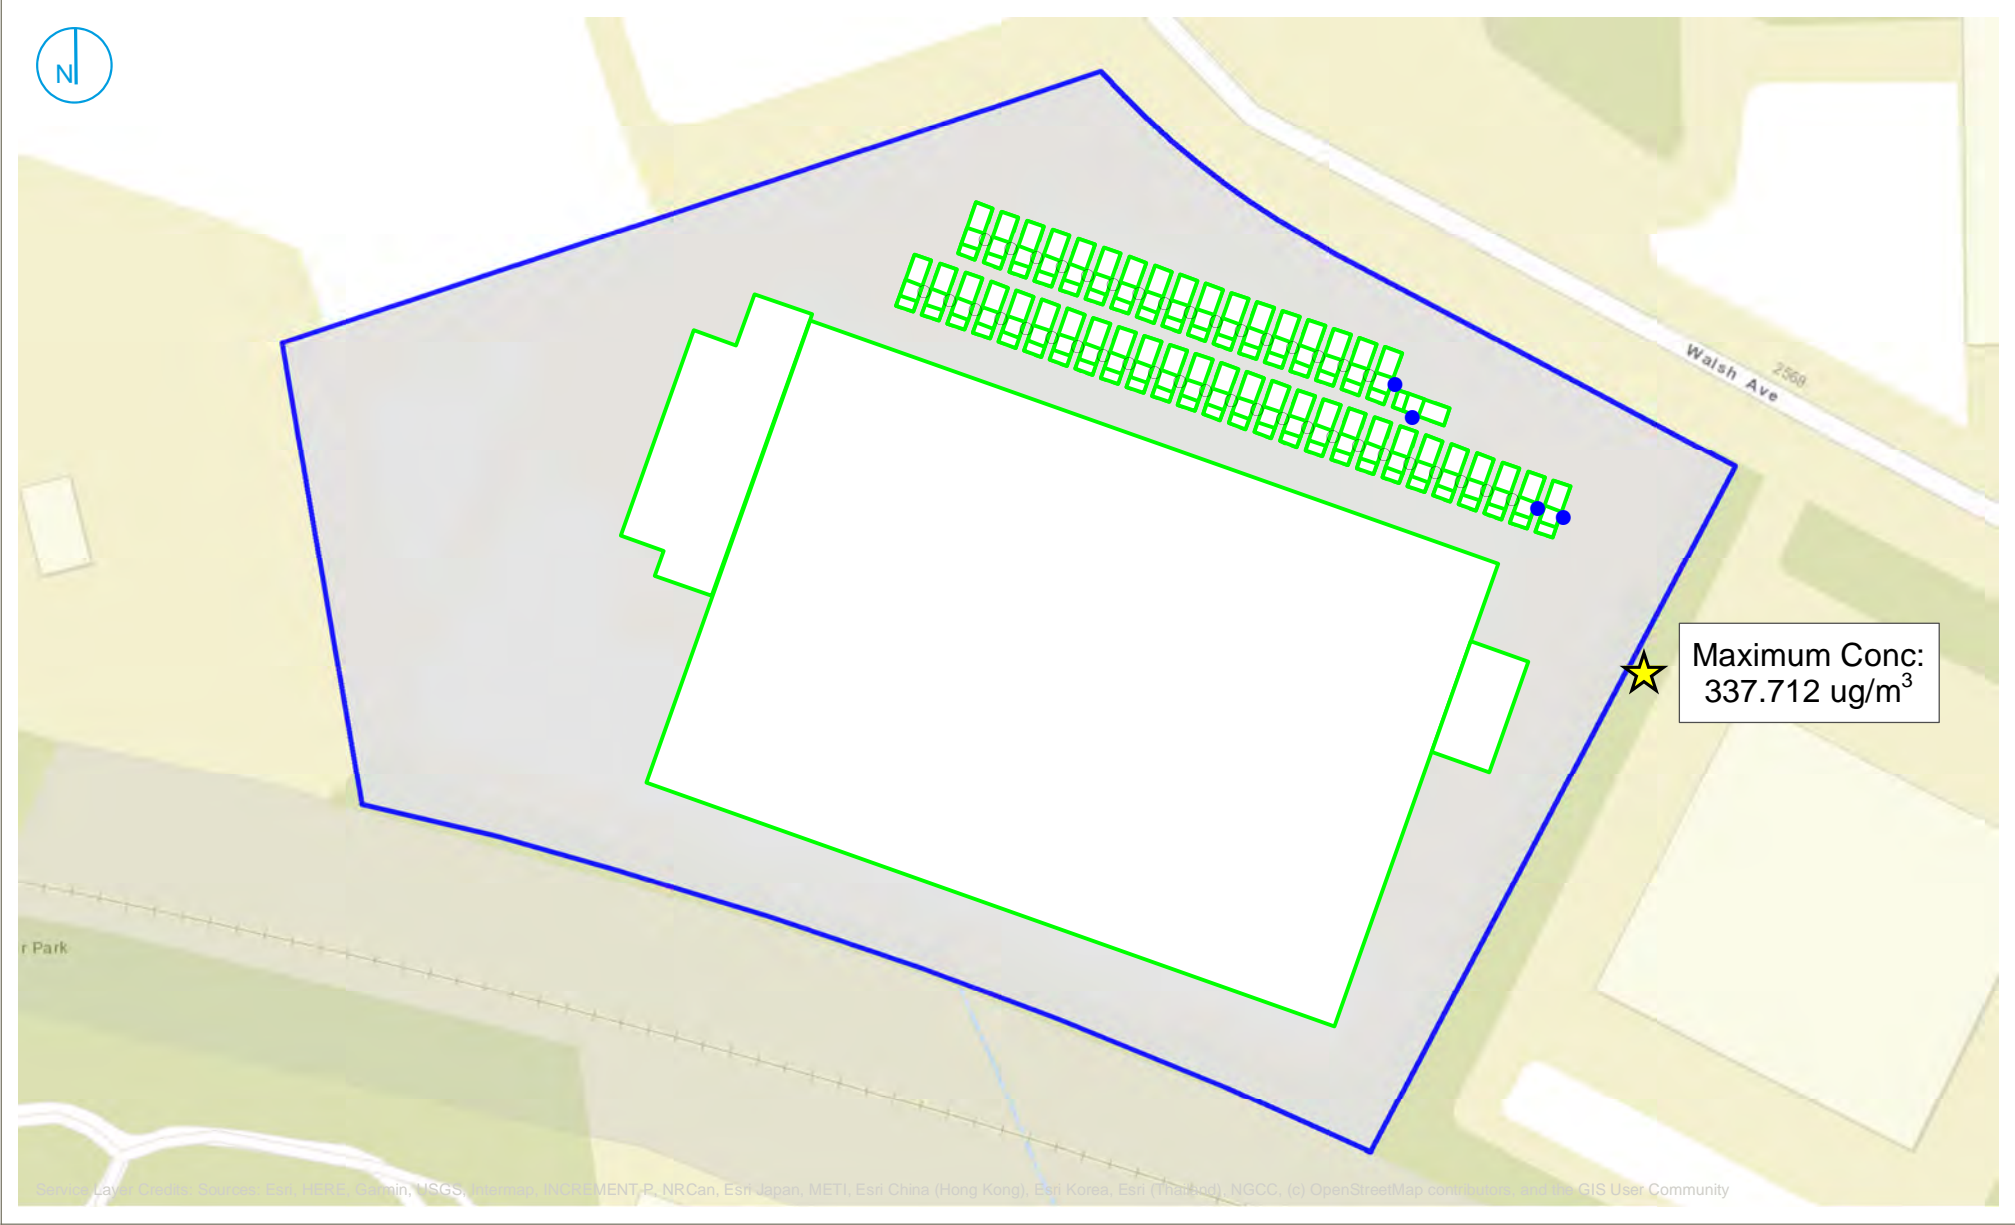 N
Walsh Ave
2568
Maximum Conc:
337.712 ug/m³
r Park
Service Layer Credits: Sources: Esri, HERE, Garmin, USGS, Intermap, INCREMENT P, NRCan, Esri Japan, METI, Esri China (Hong Kong), Esri Korea, Esri (Thailand), NGCC, (c) OpenStreetMap contributors, and the GIS User Community